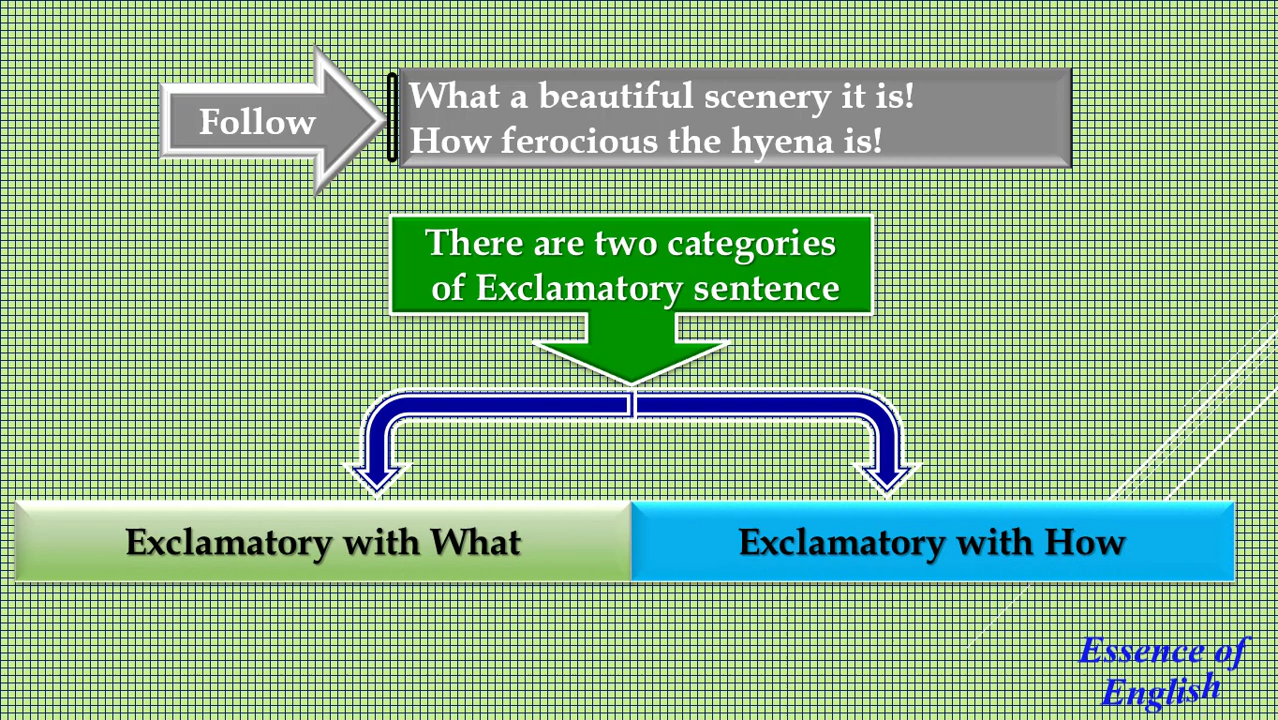 Follow
What a beautiful scenery it is!
How ferocious the hyena is!
There are two categories
of Exclamatory sentence
Exclamatory with What
Exclamatory with How
Essence of
English